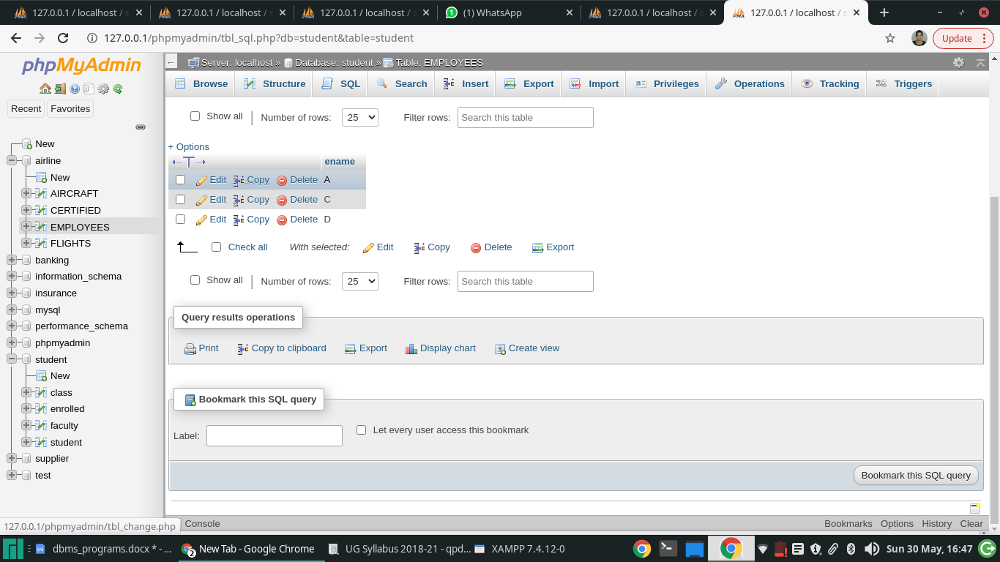 127.0.0.1 / localhost / s
127.0.0.1 / localhost / s
127.0.0.1 / localhost / s
(1) WhatsApp
127.0.0.1 / localhost / s
127.0.0.1 / localhost / s
127.0.0.1/phpmyadmin/tbl_sql.php?db=student&table=student
Update
phpMyAdmin
Recent Favorites
New
airline
New
AIRCRAFT
CERTIFIED
EMPLOYEES
FLIGHTS
banking
information_schema
insurance
mysql
performance_schema
phpmyadmin
student
New
class
enrolled
faculty
student
supplier
test
127.0.0.1/phpmyadmin/tbl_change.php
Server: localhost » Database: student » Table: EMPLOYEES
Browse Structure SQL Search Insert Export Import Privileges Operations Tracking Triggers
Show all | Number of rows: 25 Filter rows: Search this table
+ Options
←T→ ename
Edit Copy Delete A
Edit Copy Delete C
Edit Copy Delete D
Check all With selected: Edit Copy Delete Export
Show all | Number of rows: 25 Filter rows: Search this table
Query results operations
Print Copy to clipboard Export Display chart Create view
Bookmark this SQL query
Label: Let every user access this bookmark
Bookmark this SQL query
Console Bookmarks Options History Clear
dbms_programs.docx * - ... 2 New Tab - Google Chrome UG Syllabus 2018-21 - qpd... XAMPP 7.4.12-0 Sun 30 May, 16:47